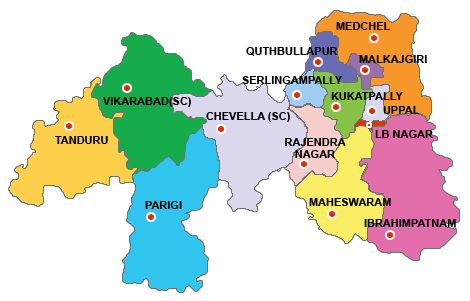 MEDCHEL
QUTHBULLAPUR
MALKAJGIRI
SERLINGAMPALLY
KUKATPALLY
VIKARABAD(SC)
UPPAL
CHEVELLA (SC)
LB NAGAR
TANDURU
RAJENDRA
NAGAR
PARIGI
MAHESWARAM
IBRAHIMPATNAM